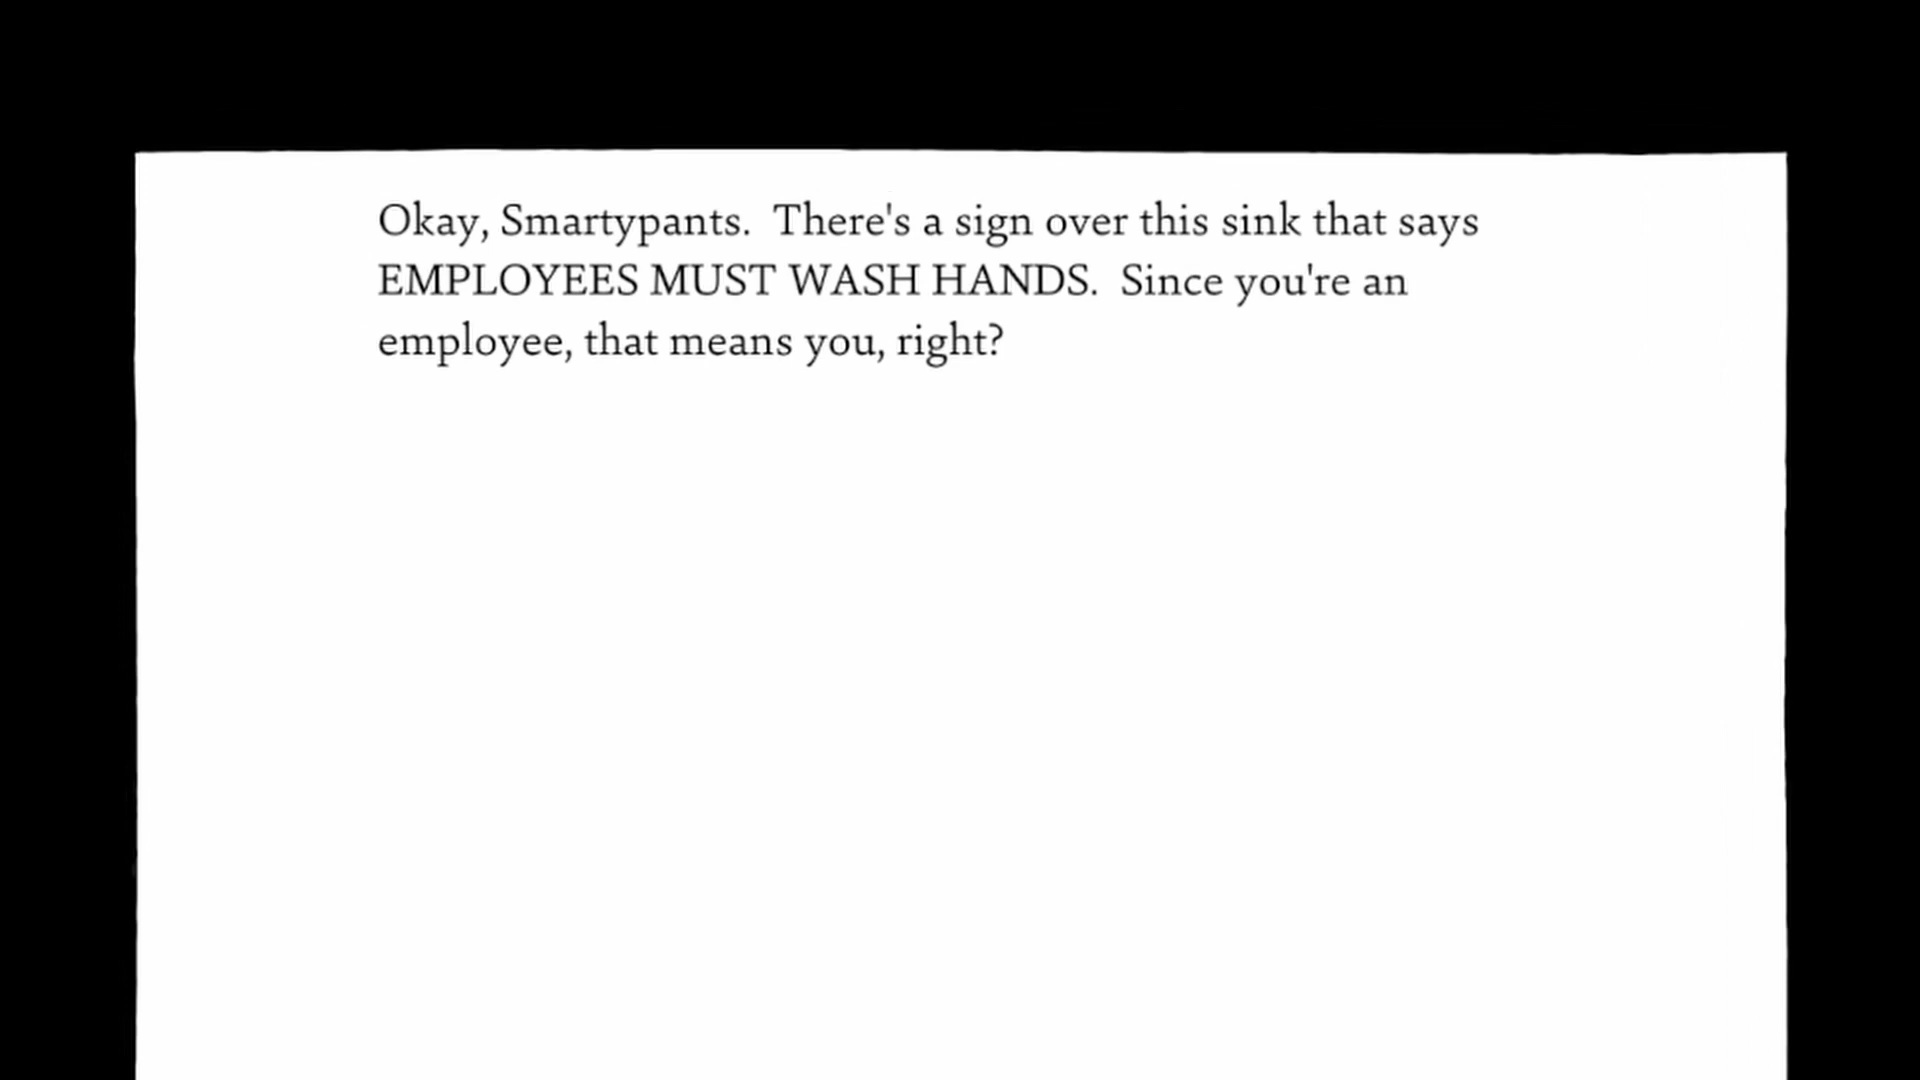 Okay, Smartypants.  There's a sign over this sink that says
EMPLOYEES MUST WASH HANDS.  Since you're an
employee, that means you, right?